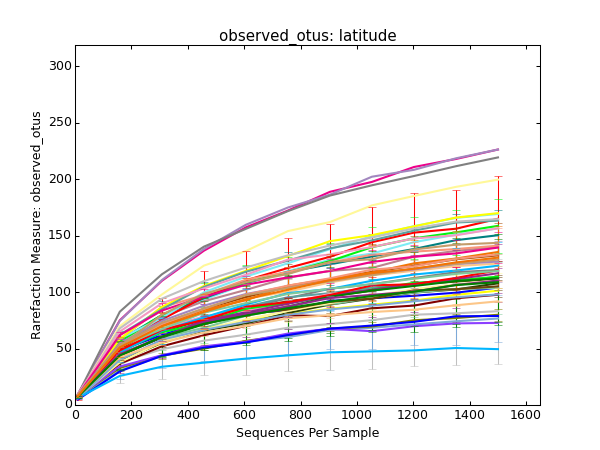 observed_otus: latitude
300
250
200
150
100
50
0
0 200 400 600 800 1000 1200 1400 1600
Rarefaction Measure: observed_otus
Sequences Per Sample